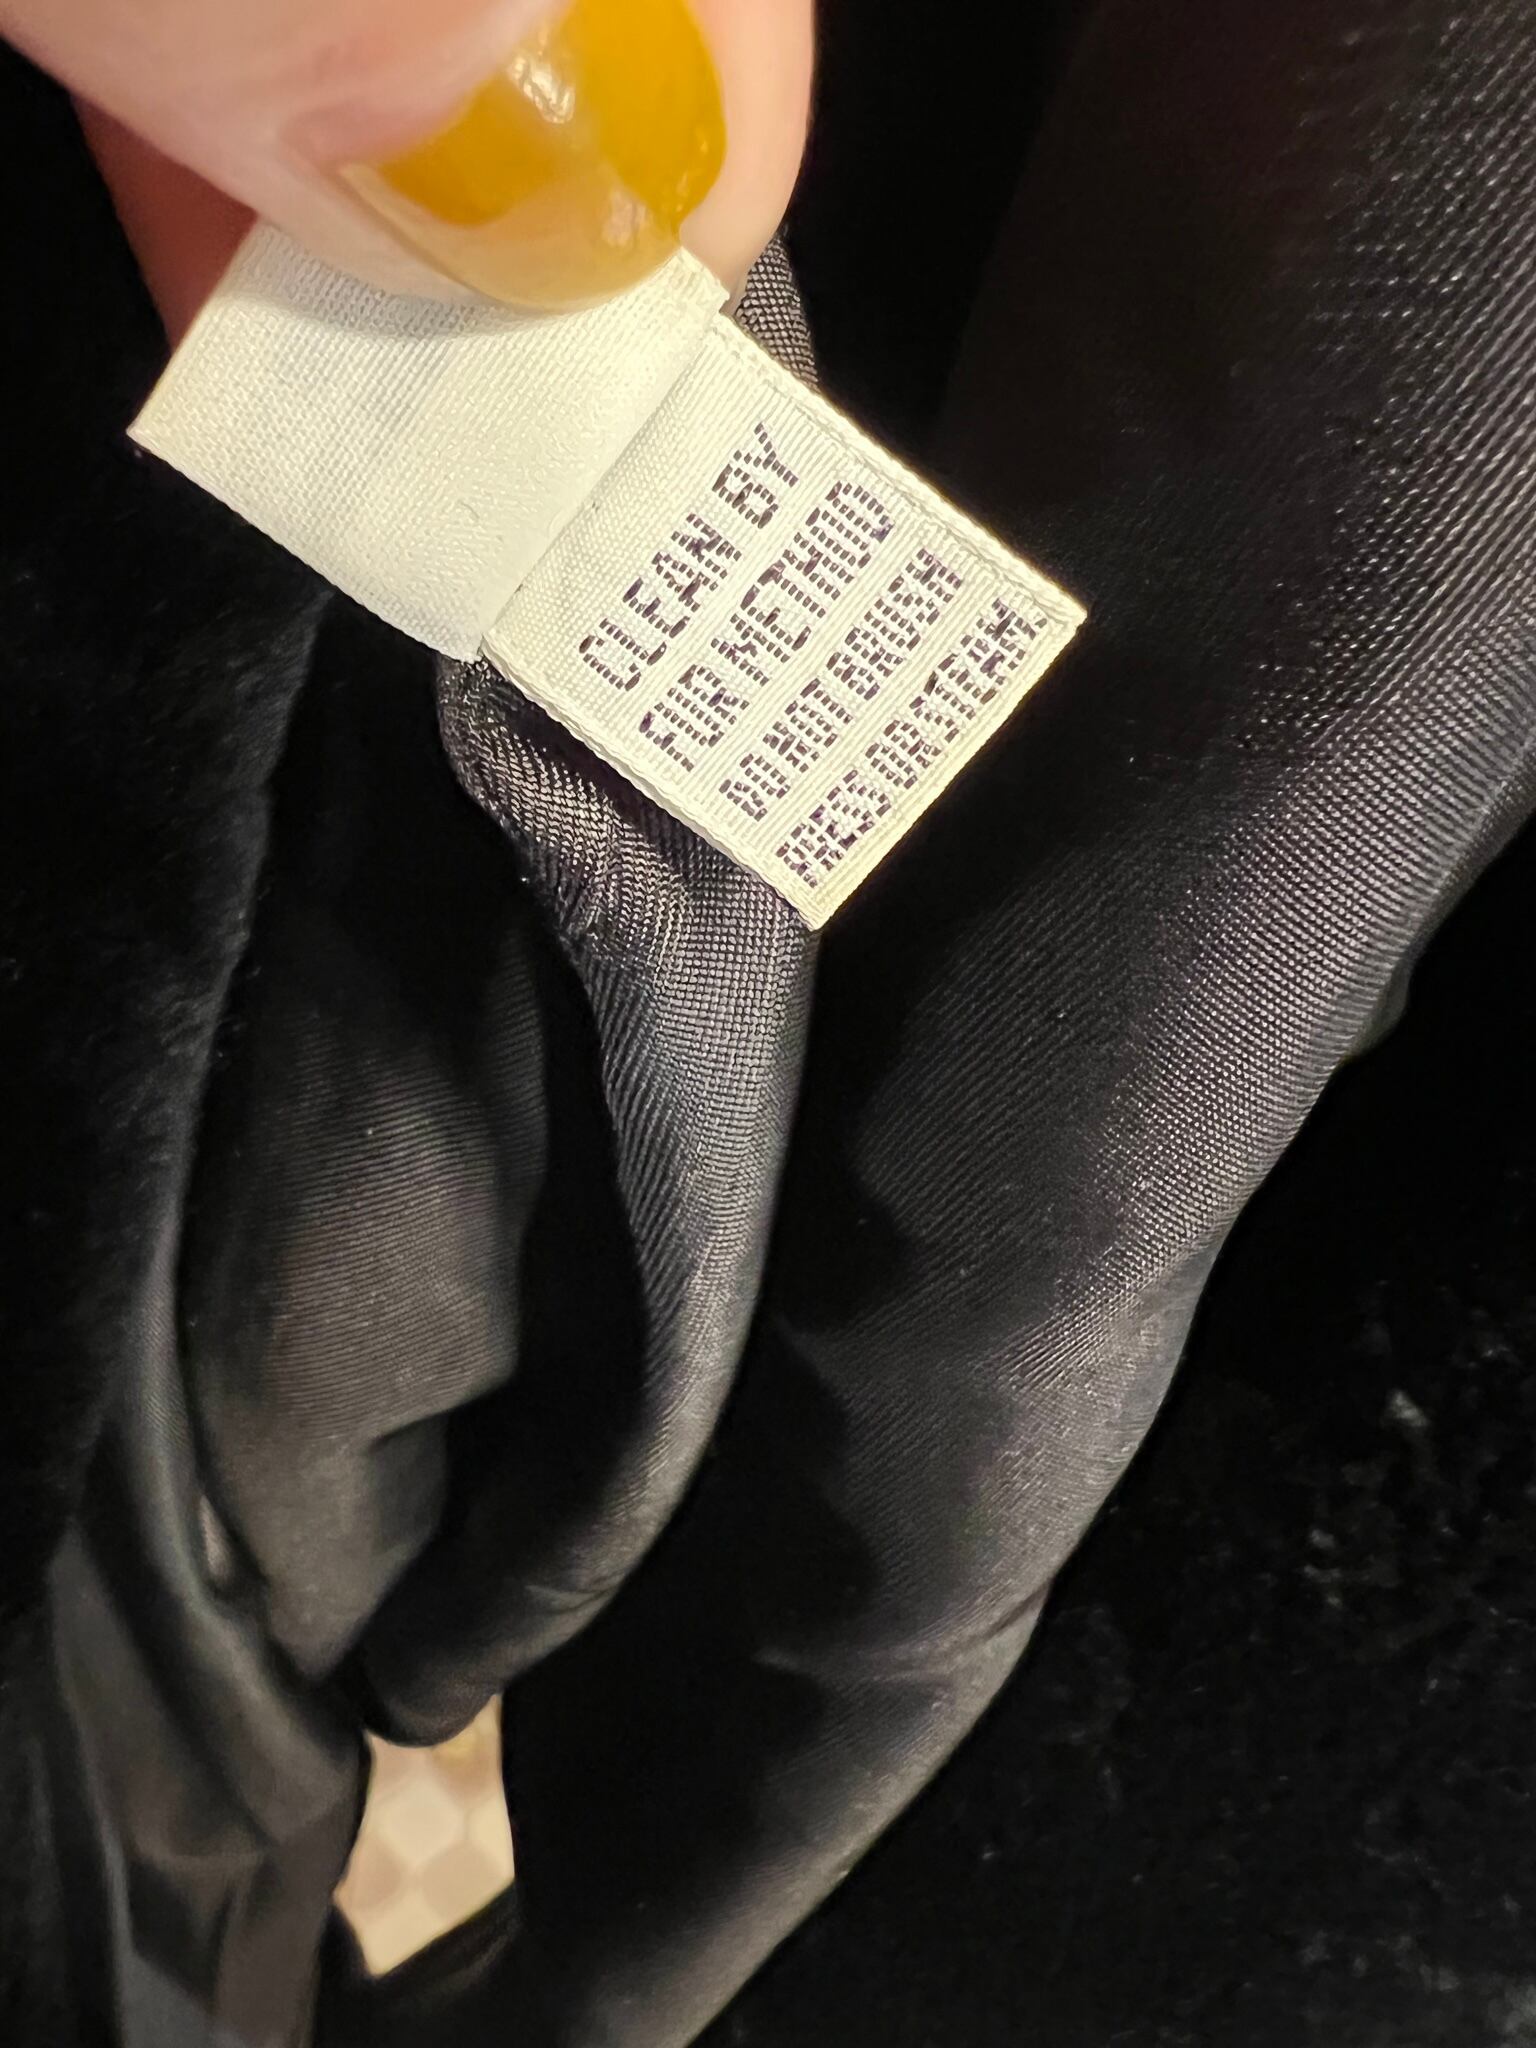 CLEAN BY
FUR METHOD
DO NOT BRUSH
PRESS OR STEAM.